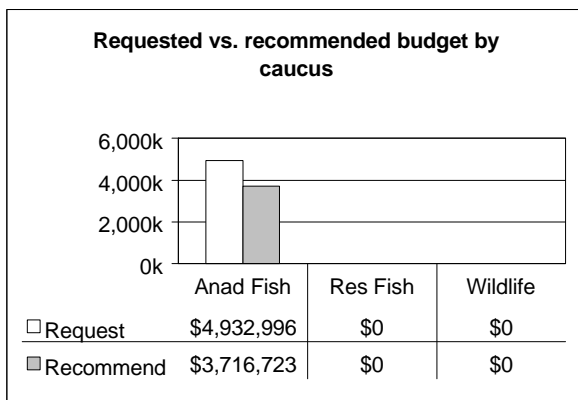 Requested vs. recommended budget by
caucus
6,000k
4,000k
2,000k
0k
Anad Fish Res Fish Wildlife
Request $4,932,996 $0 $0
Recommend $3,716,723 $0 $0